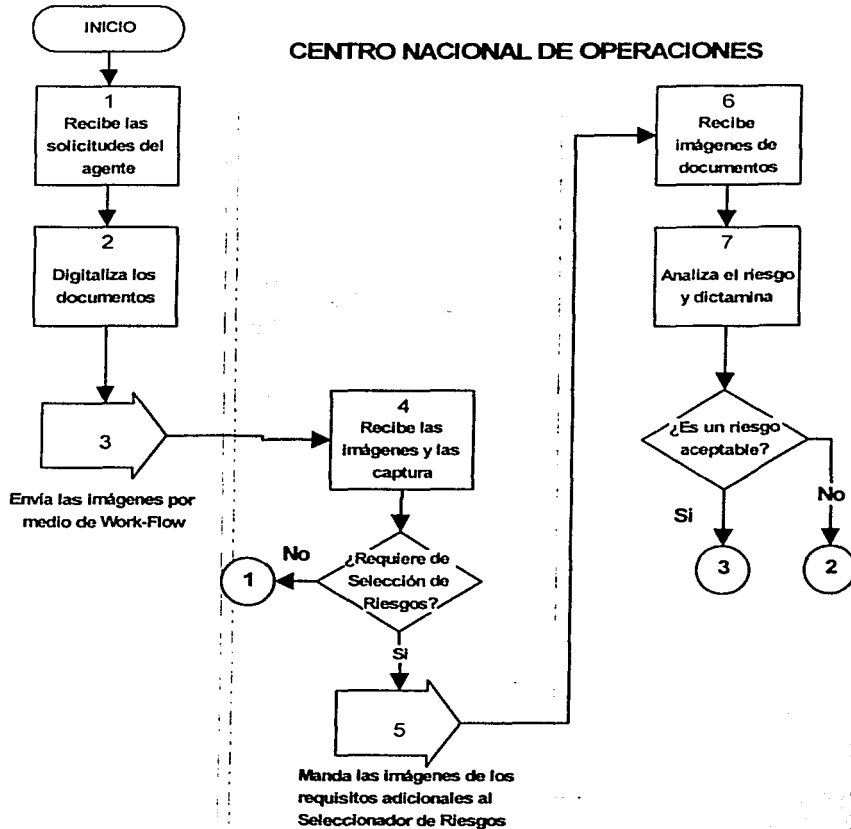 INICIO
CENTRO NACIONAL DE OPERACIONES
1
Recibe las
solicitudes del
agente
2
Digitaliza los
documentos
3
Envía las imágenes por
medio de Work-Flow
4
Recibe las
imágenes y las
captura
¿Requiere de
Selección de
Riesgos?
No
1
Si
5
Manda las imágenes de los
requisitos adicionales al
Seleccionador de Riesgos
6
Recibe
imágenes de
documentos
7
Analiza el riesgo
y dictamina
¿Es un riesgo
aceptable?
Si
No
3
2